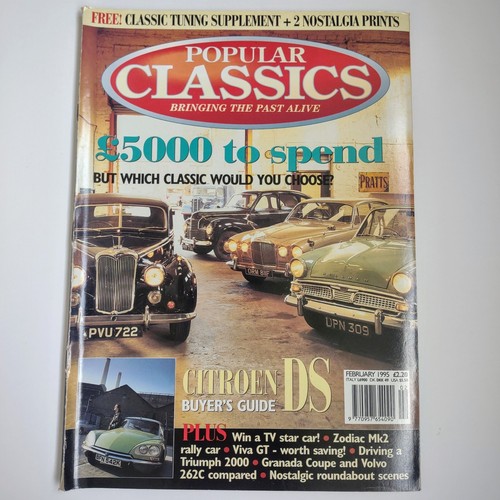 FREE! CLASSIC TUNING SUPPLEMENT + 2 NOSTALGIA PRINTS
POPULAR
CLASSICS
BRINGING THE PAST ALIVE
£5000 to spend
BUT WHICH CLASSIC WOULD YOU CHOOSE?
PRATTS
PVU 722
UPN 309
CITROEN DS
BUYER'S GUIDE
FEBRUARY 1995 £2.20
PLUS Win a TV star car! • Zodiac Mk2
rally car • Viva GT - worth saving! • Driving a
Triumph 2000 • Granada Coupe and Volvo
262C compared • Nostalgic roundabout scenes
9 770957 654090